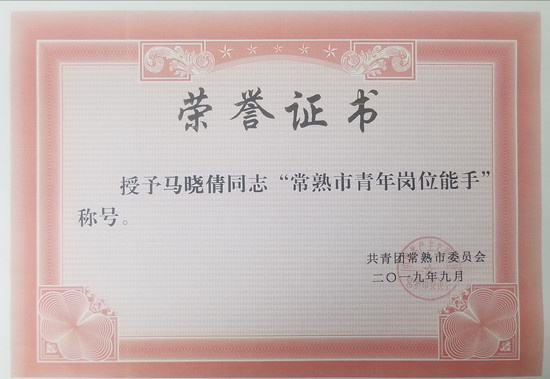 荣誉证书
授予马晓倩同志“常熟市青年岗位能手”
称号。
共青团常熟市委员会
二〇一九年九月